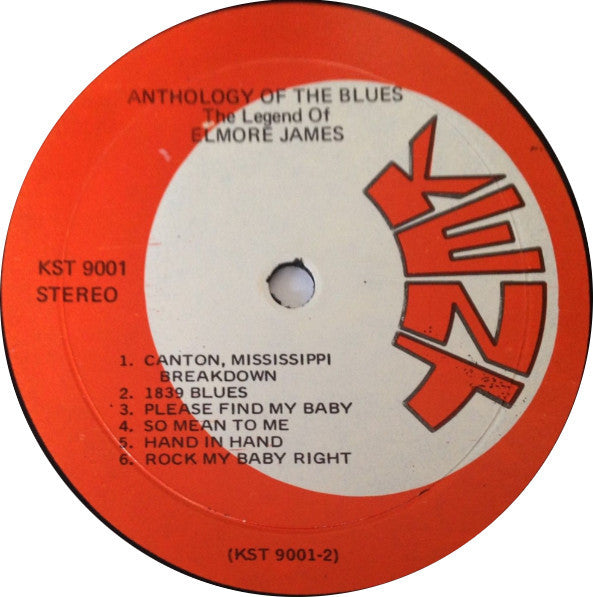 ANTHOLOGY OF THE BLUES
The Legend Of
ELMORE JAMES
KENT
KST 9001
STEREO
1. CANTON, MISSISSIPPI
BREAKDOWN
2. 1839 BLUES
3. PLEASE FIND MY BABY
4. SO MEAN TO ME
5. HAND IN HAND
6. ROCK MY BABY RIGHT
(KST 9001-2)